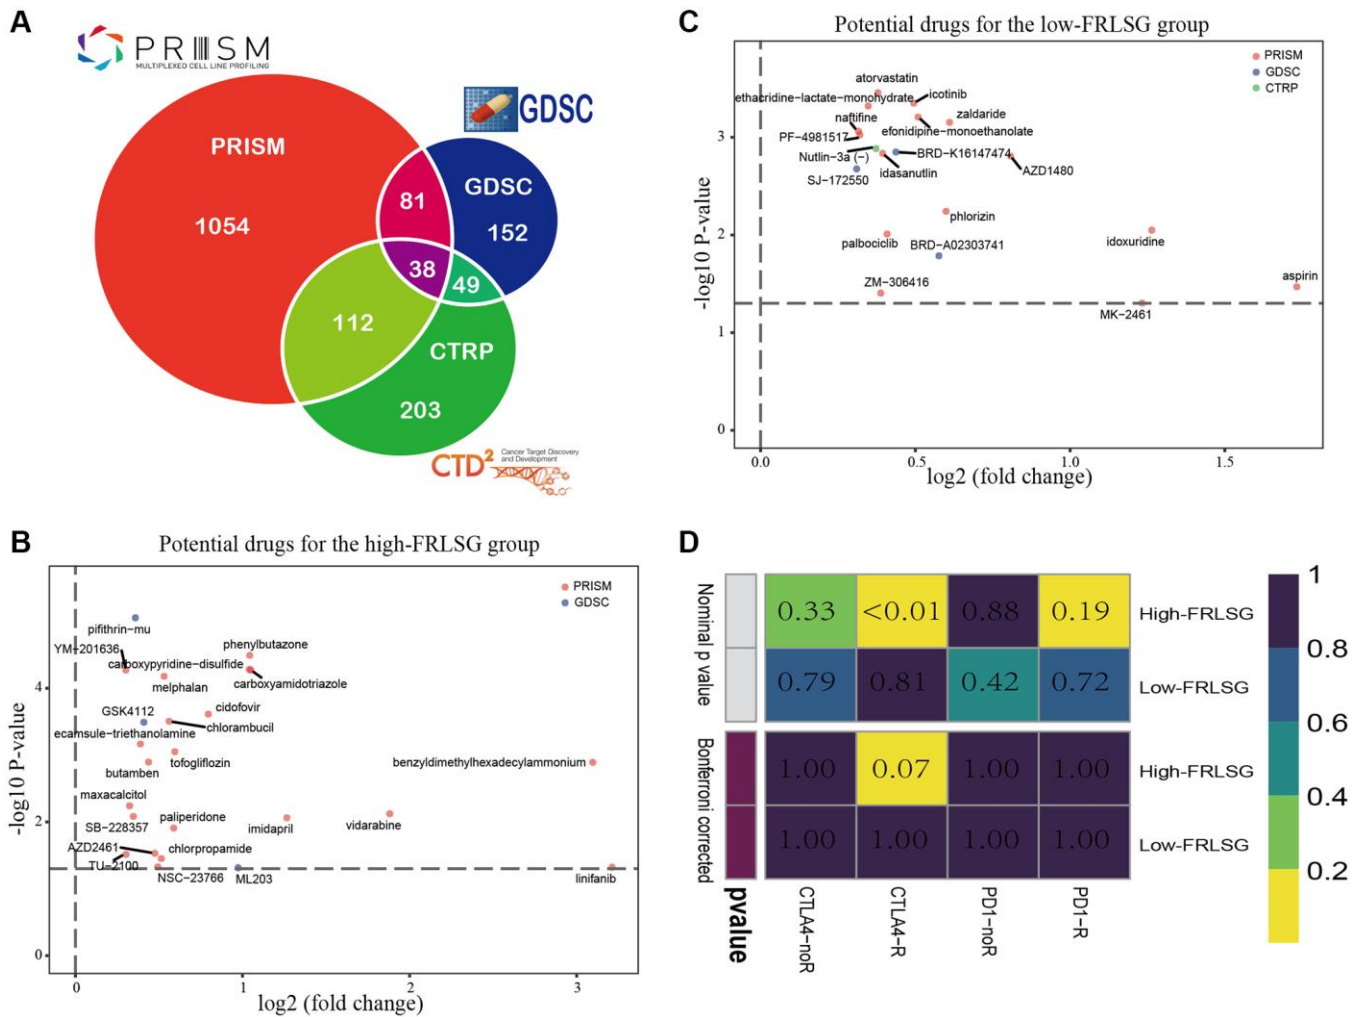 A
PRISM
MULTIPLEXED CELL LINE PROFILING
GDSC
PRISM
1054
81
GDSC
152
38
49
112
CTRP
203
CTD²
Cancer Target Discovery
and Development
C
Potential drugs for the low-FRLSG group
PRISM
GDSC
CTRP
atorvastatin
ethacridine-lactate-monohydrate
icotinib
naftifine
zaldaride
PF-4981517
efonidipine-monoethanolate
Nutlin-3a (-)
BRD-K16147474
SJ-172550
idasanutlin
AZD1480
phlorizin
palbociclib
BRD-A02303741
idoxuridine
ZM-306416
aspirin
MK-2461
3
2
1
0
-log10 P-value
0.0
0.5
1.0
1.5
log2 (fold change)
B
Potential drugs for the high-FRLSG group
PRISM
GDSC
pifithrin-mu
YM-201636
phenylbutazone
carboxypyridine-disulfide
melphalan
carboxyamidotriazole
GSK4112
cidofovir
chlorambucil
ecamsule-triethanolamine
butamben
tofogliflozin
benzyldimethylhexadecylammonium
maxacalcitol
SB-228357
paliperidone
imidapril
vidarabine
AZD2461
chlorpropamide
TU-2100
NSC-23766
ML203
linifanib
4
2
0
-log10 P-value
0
1
2
3
log2 (fold change)
D
Nominal p value
0.33
<0.01
0.88
0.19
High-FRLSG
0.79
0.81
0.42
0.72
Low-FRLSG
Bonferroni corrected
1.00
0.07
1.00
1.00
High-FRLSG
1.00
1.00
1.00
1.00
Low-FRLSG
pvalue
CTLA4-noR
CTLA4-R
PD1-noR
PD1-R
1
0.8
0.6
0.4
0.2